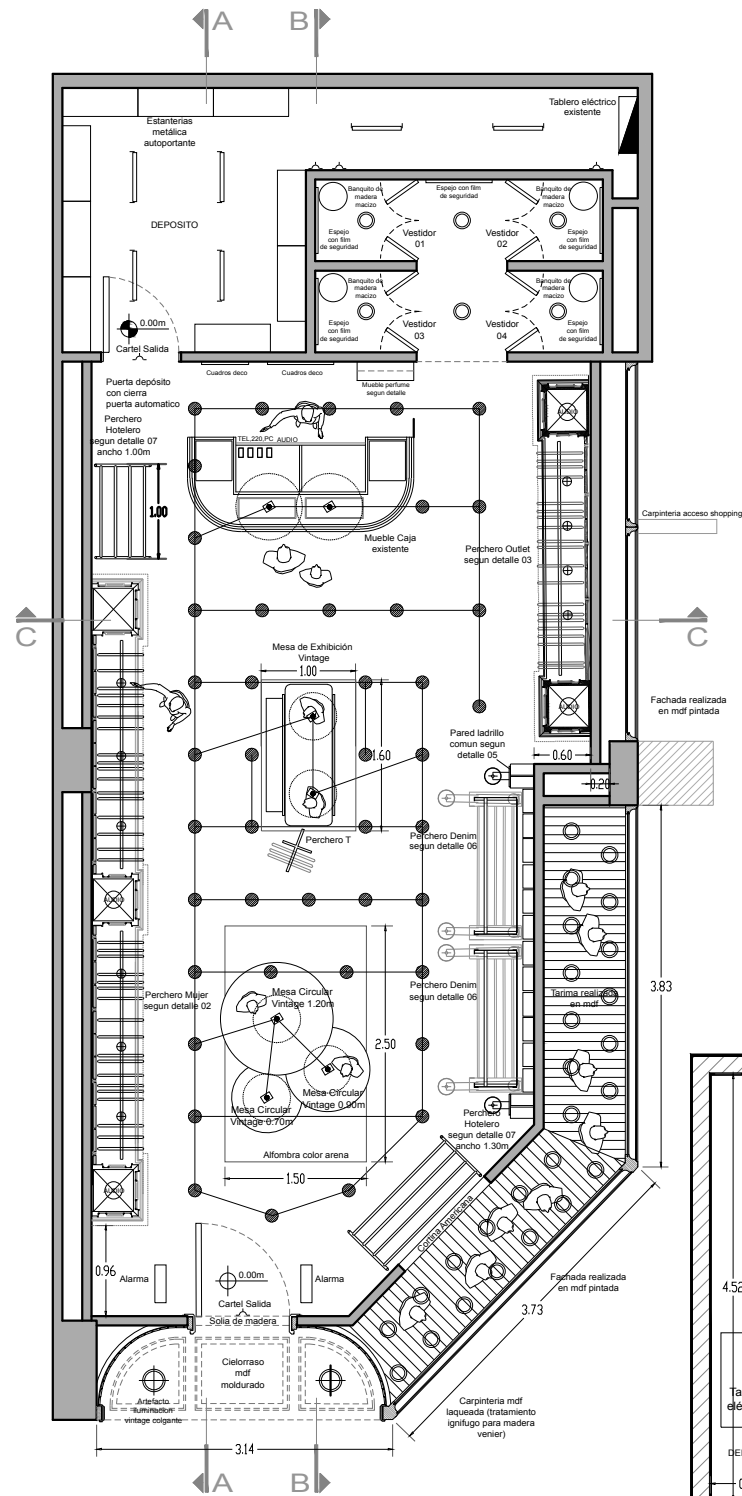 A
B
Estanterias
metálica
autoportante
Tablero eléctrico
existente
Banquito de
madera
macizo
Espejo con film
de seguridad
Banquito de
madera
macizo
DEPOSITO
Espejo
con film
de seguridad
Vestidor
01
Vestidor
02
Espejo
con film
de seguridad
Banquito de
madera
macizo
Banquito de
madera
macizo
Espejo
con film
de seguridad
Vestidor
03
Vestidor
04
Espejo
con film
de seguridad
0.00m
Cartel Salida
Cuadros deco
Cuadros deco
Mueble perfume
segun detalle
Puerta depósito
con cierra
puerta automatico
Perchero
Hotelero
segun detalle 07
ancho 1.00m
1.00
TEL,220,PC
AUDIO
AUDIO
Mueble Caja
existente
Perchero Outlet
segun detalle 03
Carpinteria acceso shopping
C
C
Mesa de Exhibición
Vintage
1.00
1.60
AUDIO
Fachada realizada
en mdf pintada
Pared ladrillo
comun segun
detalle 05
0.60
0.20
Perchero T
Perchero Denim
segun detalle 06
AUDIO
Perchero Mujer
segun detalle 02
Mesa Circular
Vintage 1.20m
2.50
Perchero Denim
segun detalle 06
Tarima realizada
en mdf
3.83
Mesa Circular
Vintage 0.90m
Mesa Circular
Vintage 0.70m
Perchero
Hotelero
segun detalle 07
ancho 1.30m
Alfombra color arena
1.50
AUDIO
Cortina Americana
0.96
Alarma
0.00m
Alarma
Cartel Salida
Solia de madera
Fachada realizada
en mdf pintada
3.73
Cielorraso
mdf
moldurado
Artefacto
iluminacion
vintage colgante
Carpinteria mdf
laqueada (tratamiento
ignifugo para madera
venier)
3.14
A
B
4.52